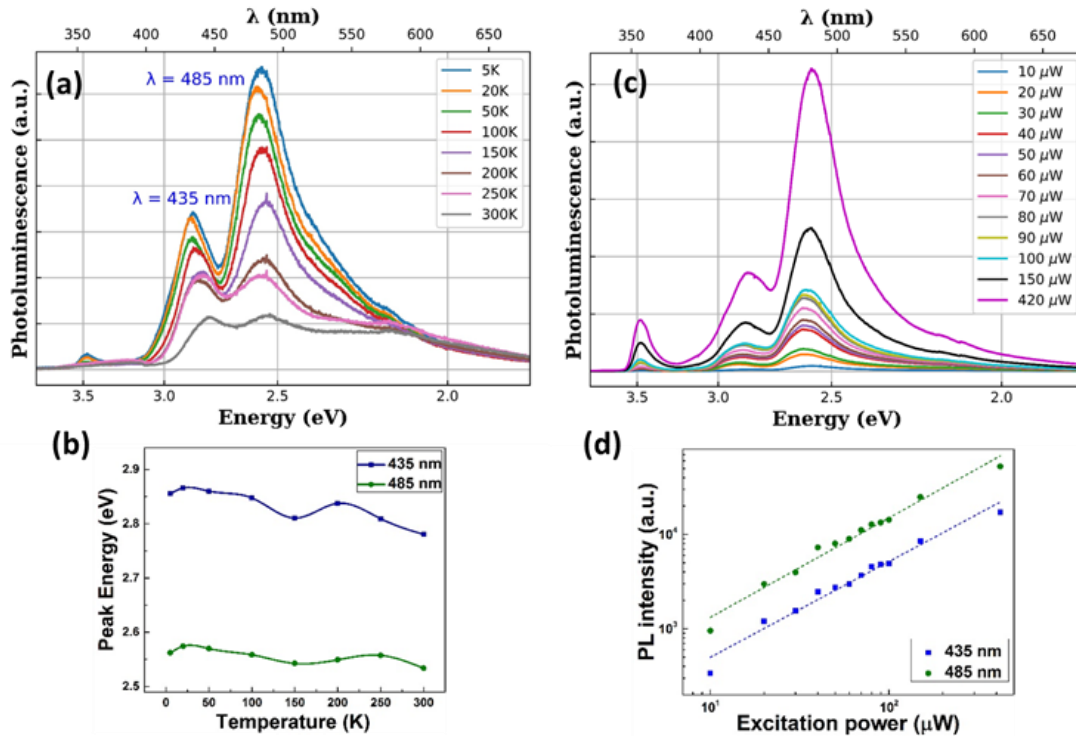 λ (nm)
350 400 450 500 550 600 650
(a)
λ = 485 nm
λ = 435 nm
5K
20K
50K
100K
150K
200K
250K
300K
Photoluminescence (a.u.)
3.5 3.0 2.5 2.0
Energy (eV)
λ (nm)
350 400 450 500 550 600 650
(c)
10 μW
20 μW
30 μW
40 μW
50 μW
60 μW
70 μW
80 μW
90 μW
100 μW
150 μW
420 μW
Photoluminescence (a.u.)
3.5 3.0 2.5 2.0
Energy (eV)
(b)
435 nm
485 nm
Peak Energy (eV)
2.9
2.8
2.7
2.6
2.5
0 50 100 150 200 250 300
Temperature (K)
(d)
PL intensity (a.u.)
10⁴
10³
435 nm
485 nm
10¹ 10²
Excitation power (μW)